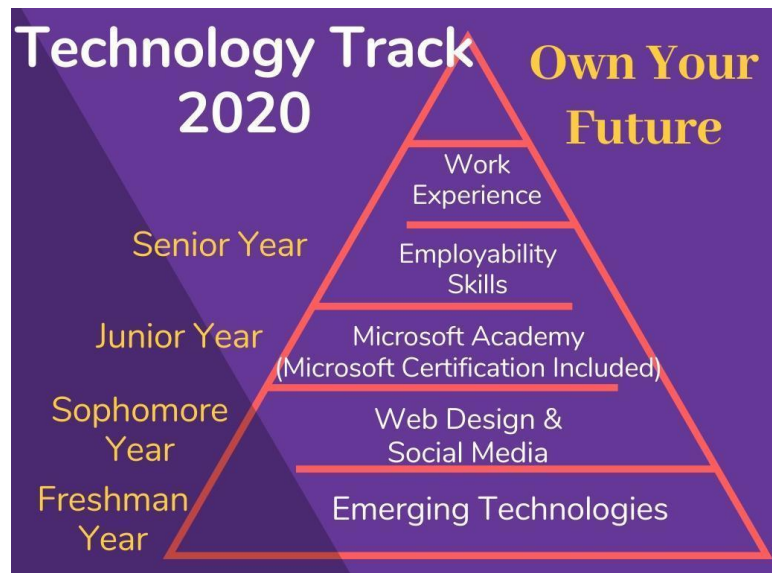 Technology Track
2020
Own Your
Future
Work
Experience
Senior Year
Employability
Skills
Junior Year
Microsoft Academy
(Microsoft Certification Included)
Sophomore
Year
Web Design &
Social Media
Freshman
Year
Emerging Technologies